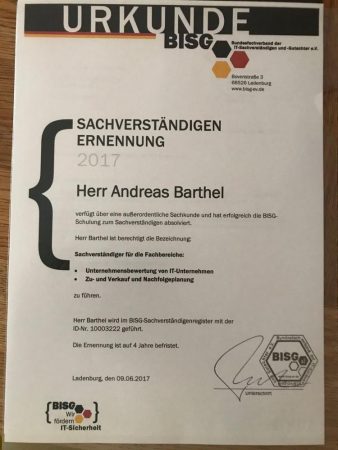 URKUNDE
BISG
Bundesfachverband der
IT-Sachverständigen und -Gutachter e.V.
68526 Ladenburg
www.bisg-ev.de
SACHVERSTÄNDIGEN
ERNENNUNG
2017
Herr Andreas Barthel
verfügt über eine außerordentliche Sachkunde und hat erfolgreich die BISG-
Schulung zum Sachverständigen absolviert.
Herr Barthel ist berechtigt die Bezeichnung:
Sachverständiger für die Fachbereiche:
• Unternehmensbewertung von IT-Unternehmen
• Zu- und Verkauf und Nachfolgeplanung
zu führen.
Herr Barthel wird im BISG-Sachverständigenregister mit der
ID-Nr. 10003222 geführt.
Die Ernennung ist auf 4 Jahre befristet.
BISG
Ladenburg, den 09.06.2017
Unterschrift
BISG
Wir
fördern
IT-Sicherheit